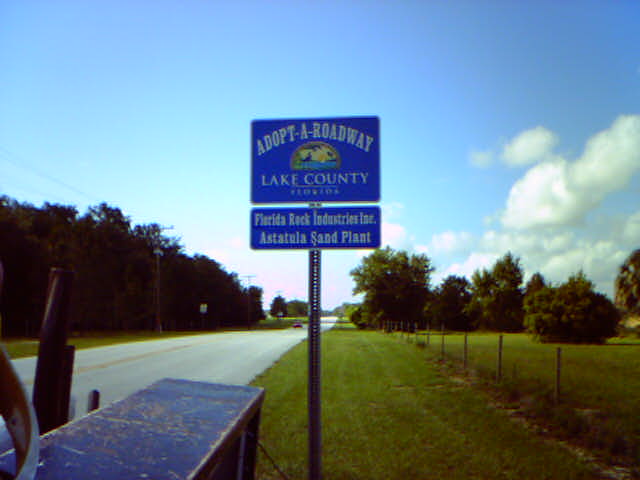 ADOPT-A-ROADWAY
LAKE COUNTY
FLORIDA
Florida Rock Industries Inc.
Astatula Sand Plant